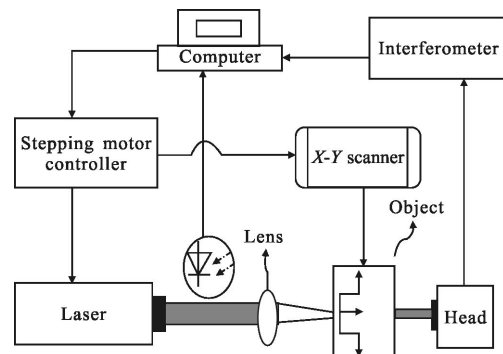 Computer
Interferometer
Stepping motor
controller
X-Y scanner
Object
Lens
Laser
Head